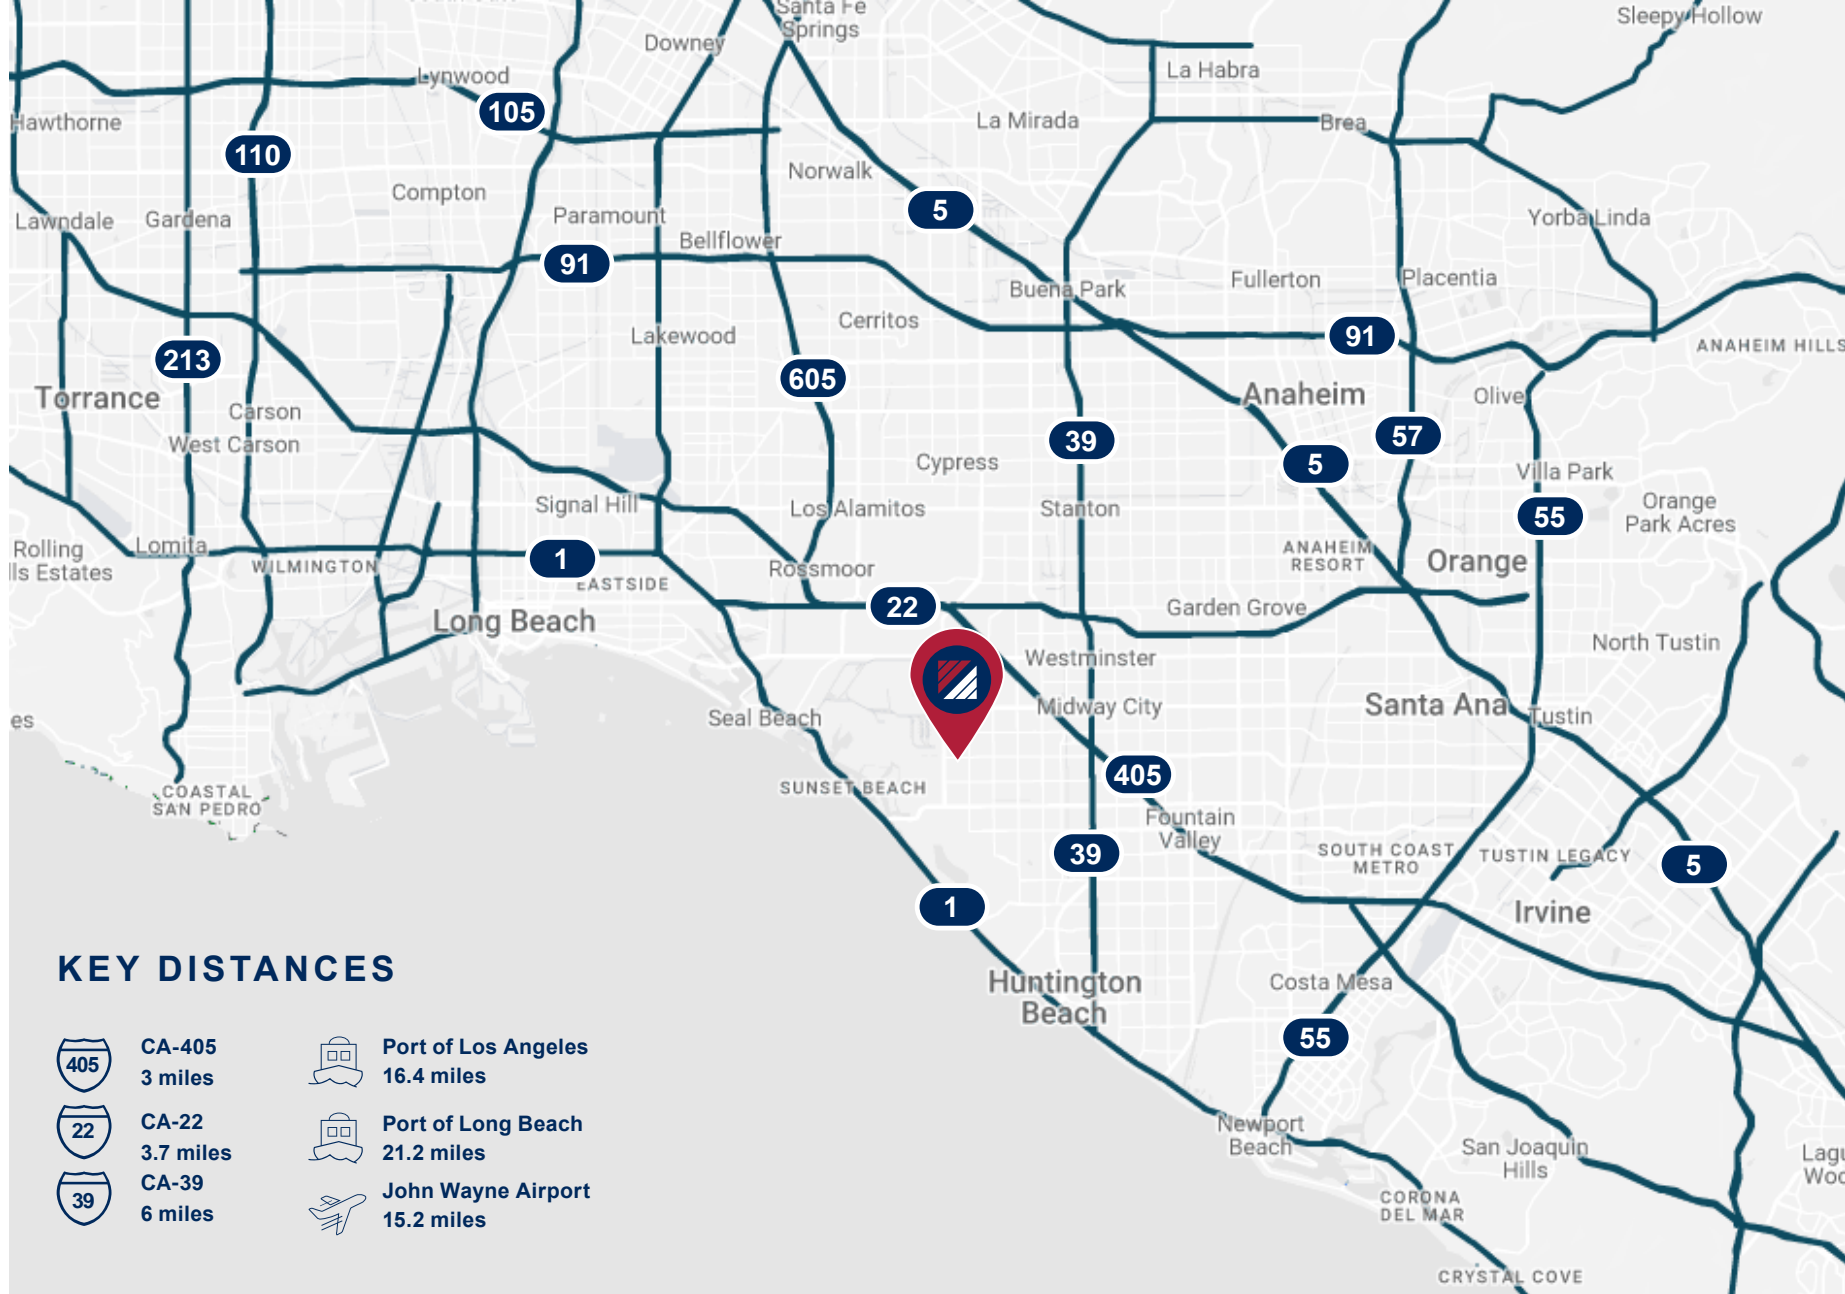 Santa Fe
Springs
Sleepy Hollow
Downey
Lynwood
La Habra
105
Hawthorne
La Mirada
Brea
110
Norwalk
Compton
5
Lawndale
Gardena
Paramount
Yorba Linda
Bellflower
91
Buena Park
Fullerton
Placentia
Cerritos
Lakewood
91
ANAHEIM HILLS
213
605
Torrance
Anaheim
Olive
Carson
West Carson
39
57
Cypress
5
Villa Park
Signal Hill
Los Alamitos
Stanton
55
Orange
Park Acres
Rolling
lls Estates
Lomita
WILMINGTON
1
EASTSIDE
Rossmoor
ANAHEIM
RESORT
Orange
Long Beach
22
Garden Grove
North Tustin
Westminster
Midway City
Santa Ana
Tustin
es
Seal Beach
405
SUNSET BEACH
COASTAL
SAN PEDRO
Fountain
Valley
39
SOUTH COAST
METRO
TUSTIN LEGACY
5
1
Irvine
Huntington
Beach
Costa Mesa
55
Newport
Beach
San Joaquin
Hills
Lagu
Woo
CORONA
DEL MAR
CRYSTAL COVE
KEY DISTANCES
405
CA-405
3 miles
22
CA-22
3.7 miles
39
CA-39
6 miles
Port of Los Angeles
16.4 miles
Port of Long Beach
21.2 miles
John Wayne Airport
15.2 miles